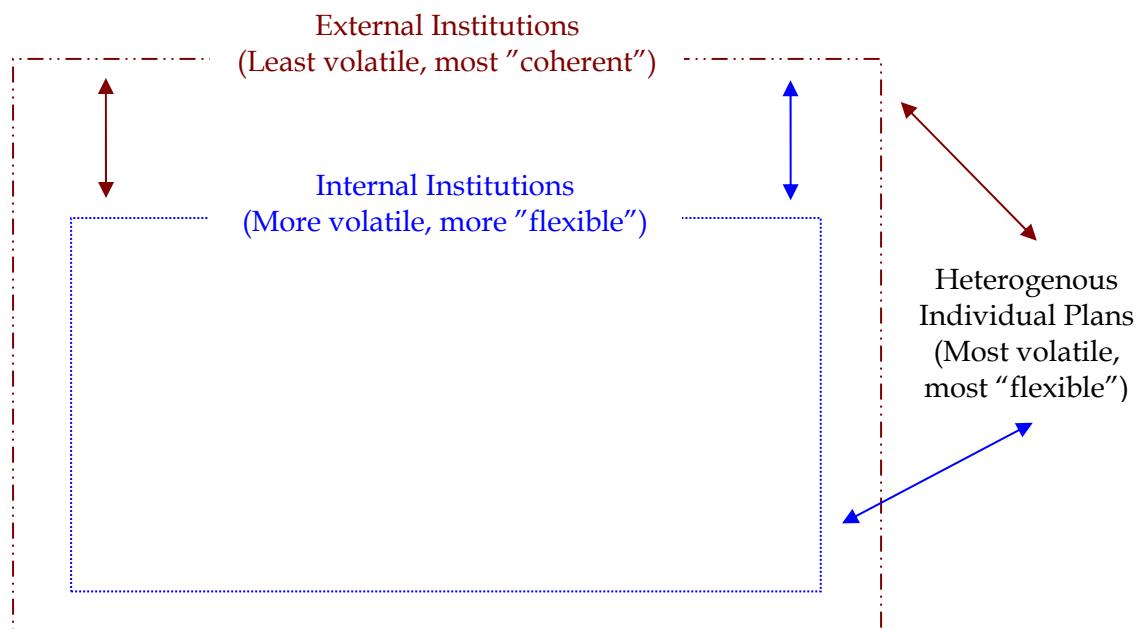 External Institutions
(Least volatile, most ”coherent”)
Internal Institutions
(More volatile, more ”flexible”)
Heterogenous
Individual Plans
(Most volatile,
most “flexible”)